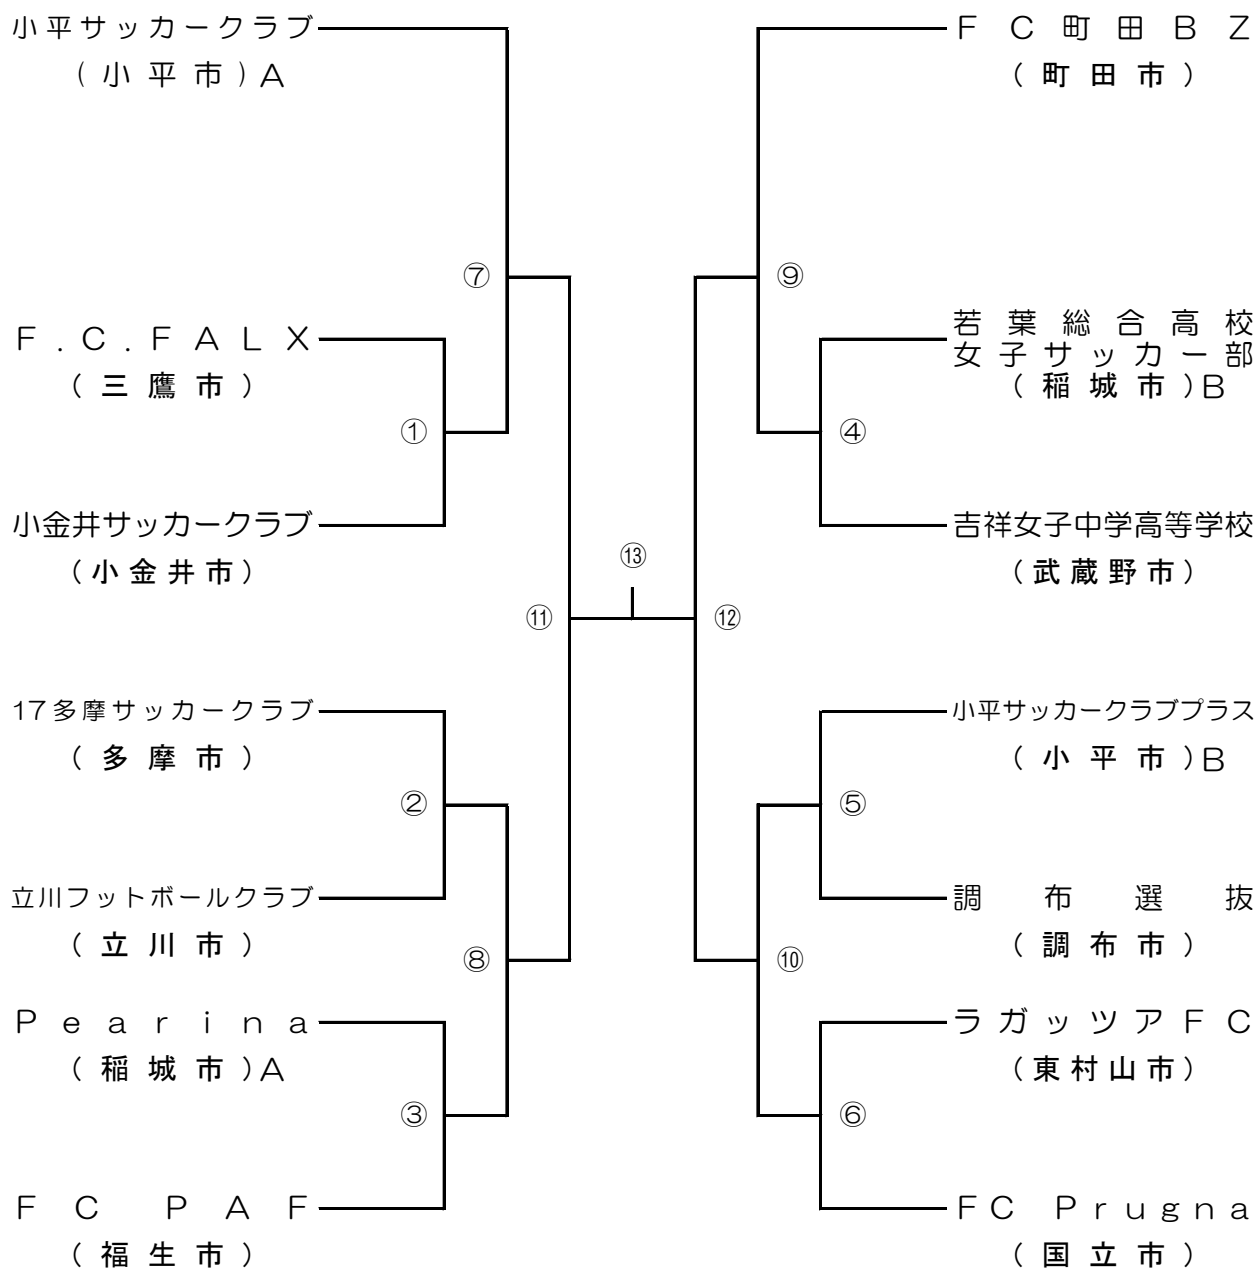 小平サッカークラブ
(小平市)A
⑦
F.C.FALX
(三鷹市)
①
小金井サッカークラブ
(小金井市)
⑪
17多摩サッカークラブ
(多摩市)
②
立川フットボールクラブ
(立川市)
⑧
Pearina
(稲城市)A
③
FC PAF
(福生市)
⑬
FC町田BZ
(町田市)
⑨
若葉総合高校
女子サッカー部
(稲城市)B
④
吉祥女子中学高等学校
(武蔵野市)
⑫
小平サッカークラブプラス
(小平市)B
⑤
調布選抜
(調布市)
⑩
ラガッツアFC
(東村山市)
⑥
FC Prugna
(国立市)